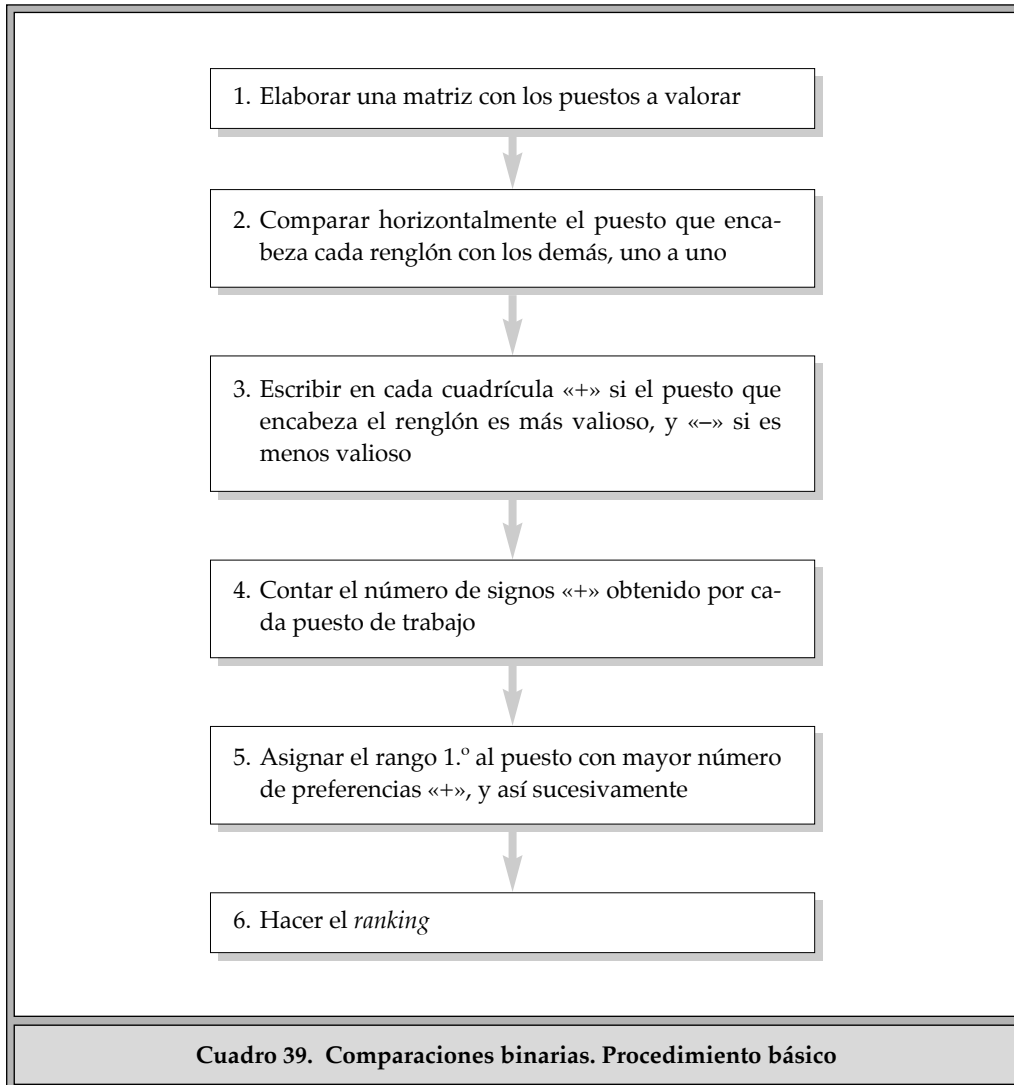 1. Elaborar una matriz con los puestos a valorar
2. Comparar horizontalmente el puesto que enca-
beza cada renglón con los demás, uno a uno
3. Escribir en cada cuadrícula «+» si el puesto que
encabeza el renglón es más valioso, y «–» si es
menos valioso
4. Contar el número de signos «+» obtenido por ca-
da puesto de trabajo
5. Asignar el rango 1.º al puesto con mayor número
de preferencias «+», y así sucesivamente
6. Hacer el ranking
Cuadro 39. Comparaciones binarias. Procedimiento básico